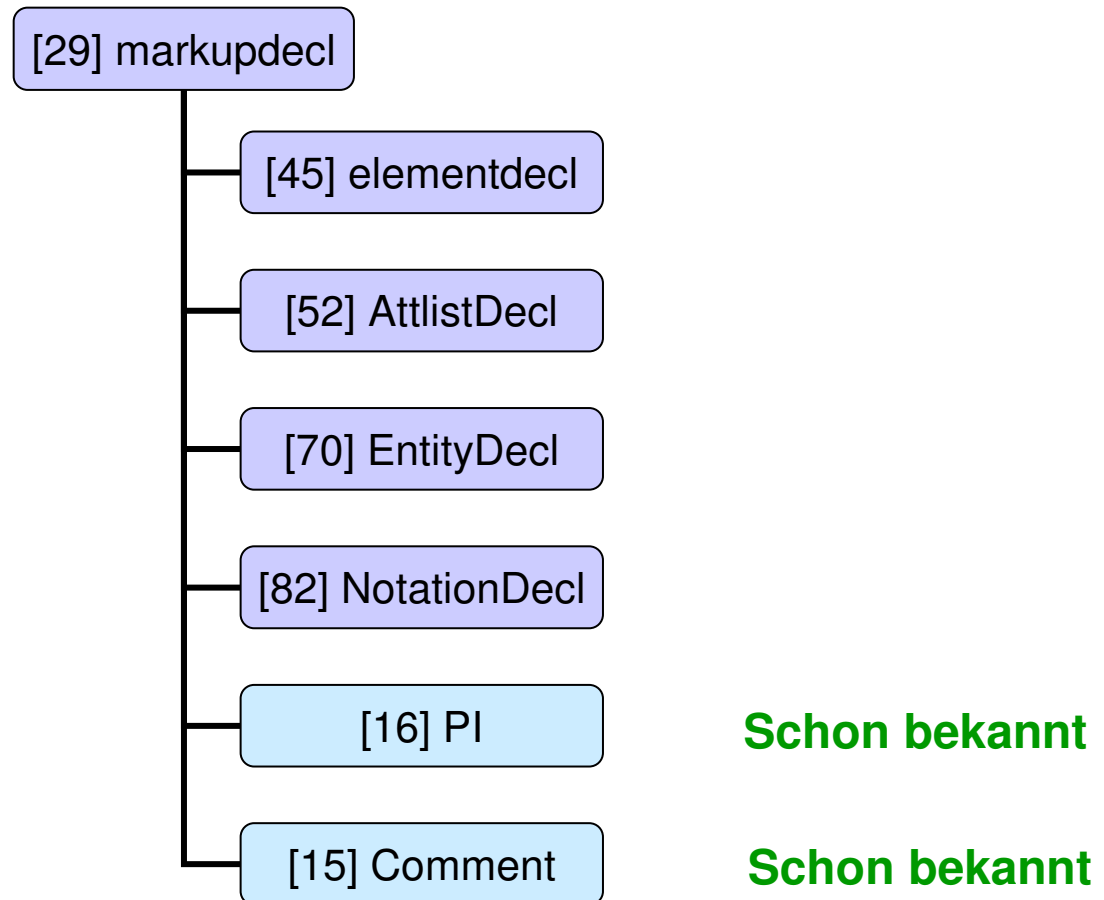 [29] markupdecl
[45] elementdecl
[52] AttlistDecl
[70] EntityDecl
[82] NotationDecl
[16] PI Schon bekannt
[15] Comment Schon bekannt